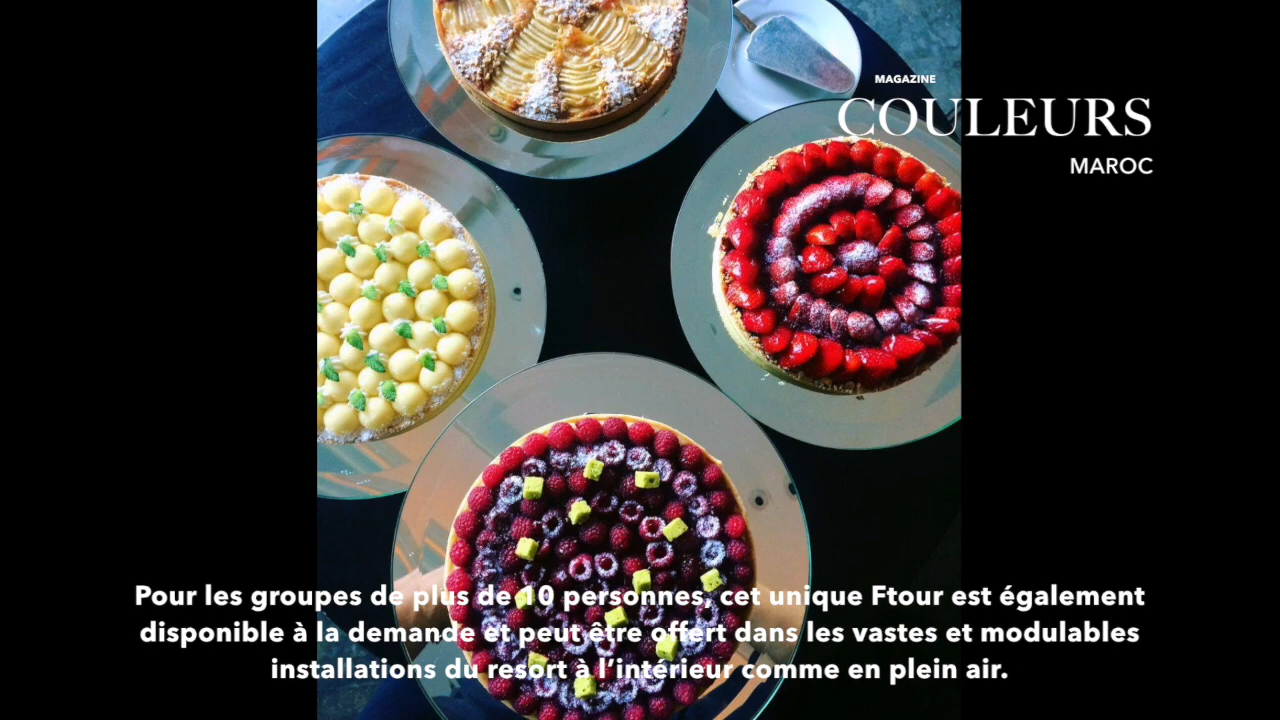 MAGAZINE
COULEURS
MAROC
Pour les groupes de plus de 10 personnes, cet unique Ftour est également
disponible à la demande et peut être offert dans les vastes et modulables
installations du resort à l’intérieur comme en plein air.